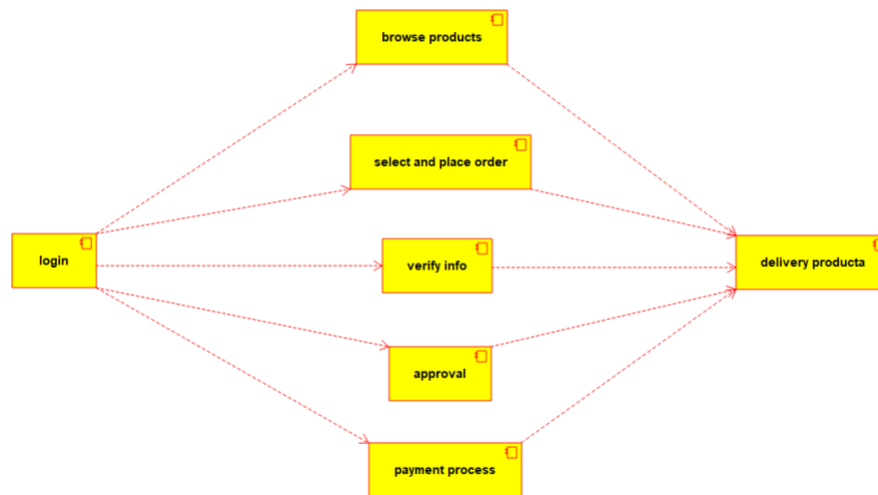 browse products
select and place order
login
verify info
delivery producta
approval
payment process